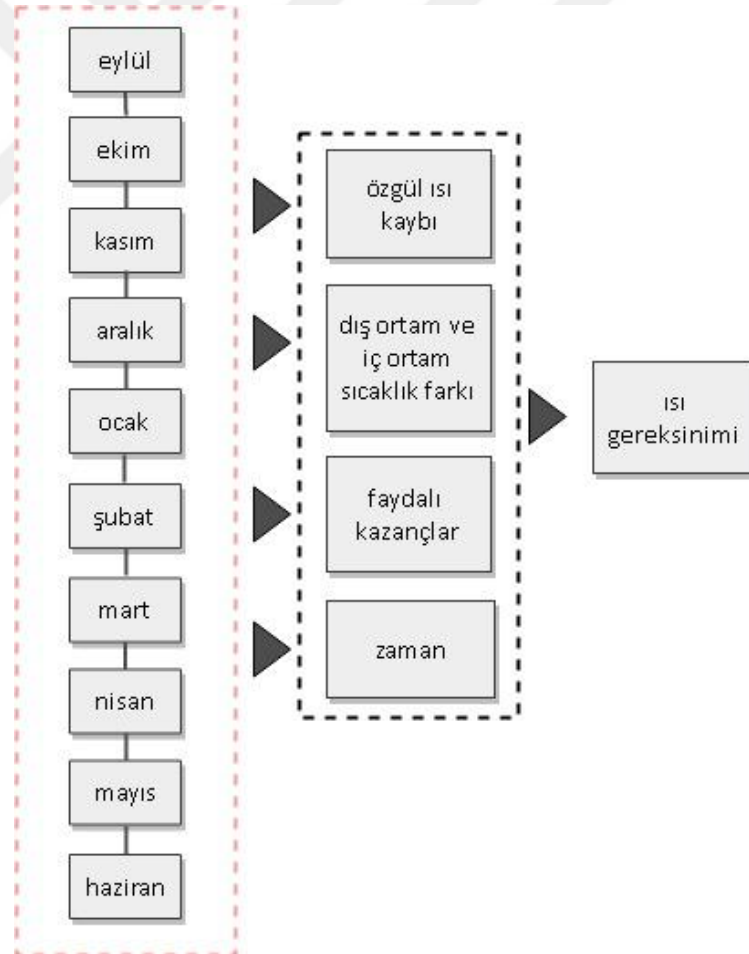 eylül
ekim
kasım
aralık
ocak
şubat
mart
nisan
mayıs
haziran
özgül ısı
kaybı
dış ortam ve
iç ortam
sıcaklık farkı
faydalı
kazançlar
zaman
ısı
gereksinimi